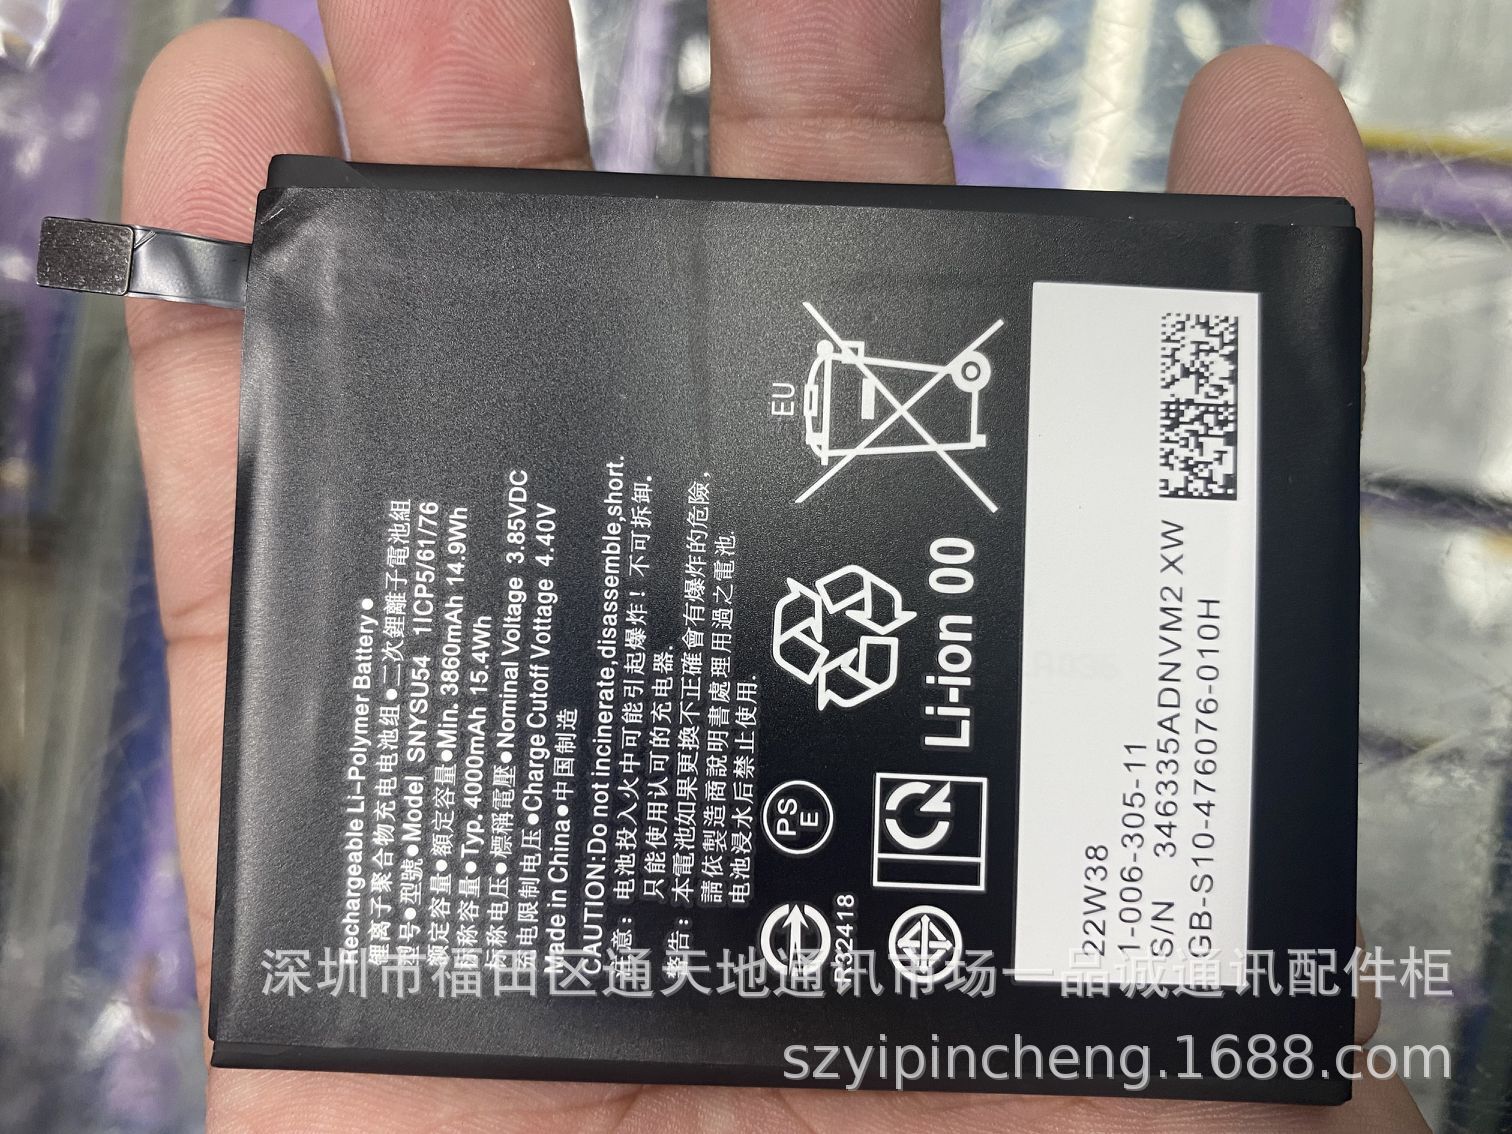 Rechargeable Li-Polymer Battery●
鋰离子聚合物充电电池组●二次鋰離子電池組
型号●型號●Model SNYSU54 1ICP5/61/76
额定容量●額定容量●MIn. 3860mAh 14.9Wh
标称容量●Typ. 4000mAh 15.4Wh
标称电压●標稱電壓●Nominal Voltage 3.85VDC
充电限制电压●Charge Cutoff Vottage 4.40V
Made in China●中国制造
CAUTION:Do not incinerate,disassemble,short.
注意：电池投入火中可能引起爆炸！不可拆卸。
只能使用认可的充电器.
警告：本電池如果更換不正確會有爆炸的危險，
請依製造商說明書處理用過之電池.
电池浸水后禁止使用.
EU
PS
E
R32418
Li-ion 00
22W38
1-006-305-11
S/N 346335ADNVM2 XW
GB-S10-476076-010H
深圳市福田区通天地通讯市场一品诚通讯配件柜
szyipincheng.1688.com